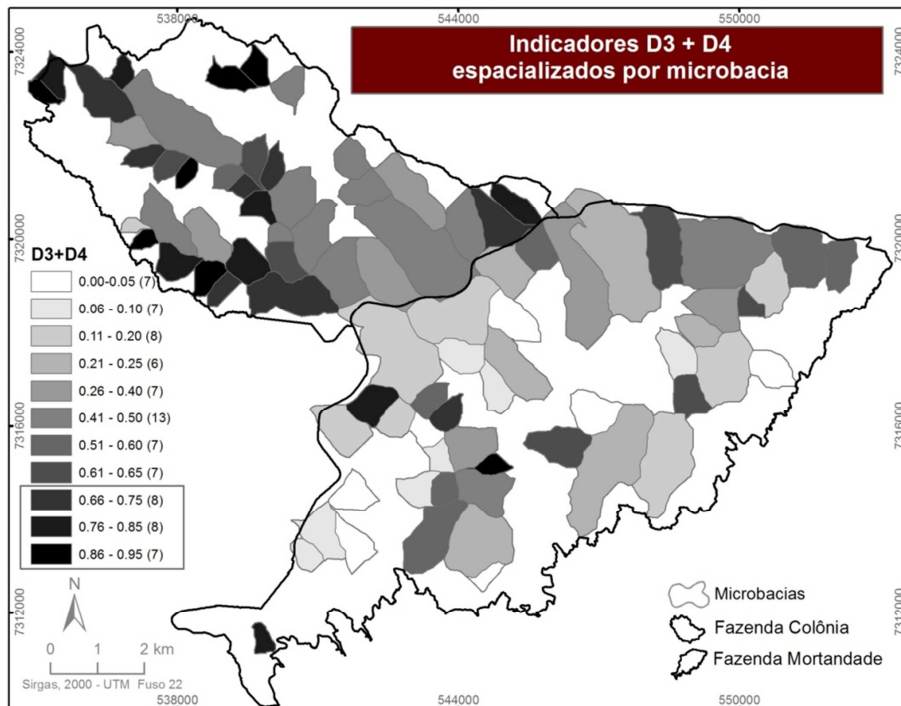 538000
544000
550000
7324000
7324000
Indicadores D3 + D4
espacializados por microbacia
7320000
7320000
D3+D4
0.00-0.05 (7)
0.06 - 0.10 (7)
0.11 - 0.20 (8)
0.21 - 0.25 (6)
0.26 - 0.40 (7)
0.41 - 0.50 (13)
0.51 - 0.60 (7)
0.61 - 0.65 (7)
0.66 - 0.75 (8)
0.76 - 0.85 (8)
0.86 - 0.95 (7)
7316000
7316000
N
0 1 2 km
Sirgas, 2000 - UTM Fuso 22
Microbacias
Fazenda Colônia
Fazenda Mortandade
7312000
7312000
538000
544000
550000